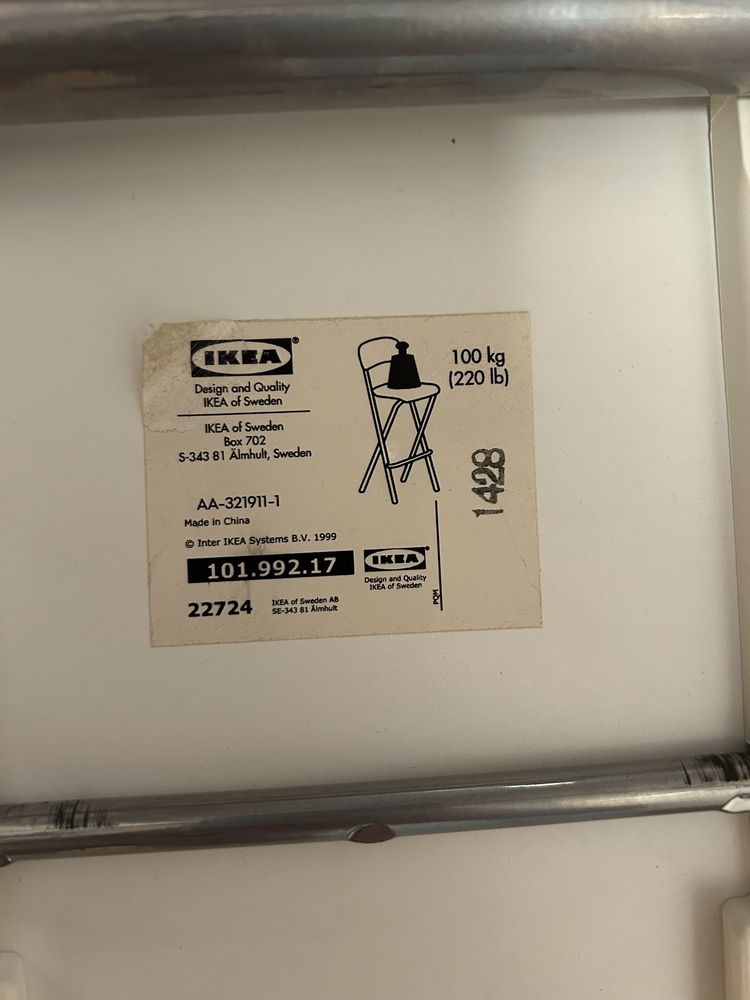 IKEA®
Design and Quality
IKEA of Sweden
IKEA of Sweden
Box 702
S-343 81 Älmhult, Sweden
AA-321911-1
Made in China
© Inter IKEA Systems B.V. 1999
101.992.17
22724
IKEA of Sweden AB
SE-343 81 Älmhult
IKEA®
Design and Quality
IKEA of Sweden
PQM
100 kg
(220 lb)
1428